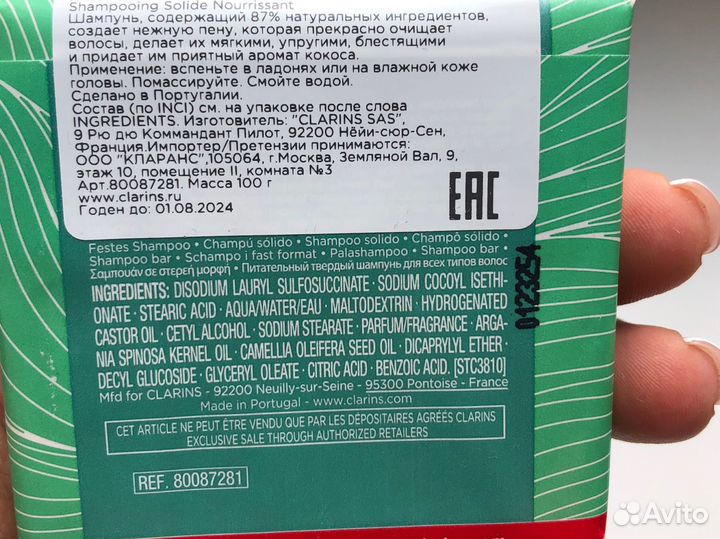 Shampooing Solide Nourrissant
Шампунь, содержащий 87% натуральных ингредиентов,
создает нежную пену, которая прекрасно очищает
волосы, делает их мягкими, упругими, блестящими
и придает им приятный аромат кокоса.
Применение: вспеньте в ладонях или на влажной коже
головы. Помассируйте. Смойте водой.
Сделано в Португалии.
Состав (по INCI) см. на упаковке после слова
INGREDIENTS. Изготовитель: "CLARINS SAS",
9 Рю дю Коммандант Пилот, 92200 Нёйи-сюр-Сен,
Франция.Импортер/Претензии принимаются:
ООО "КЛАРАНС",105064, г.Москва, Земляной Вал, 9,
этаж 10, помещение II, комната №3
Арт.80087281. Масса 100 г
www.clarins.ru
Годен до: 01.08.2024
EAC
Festes Shampoo • Champú sólido • Shampoo solido • Champô sólido •
Shampoo bar • Schampo i fast format • Palashampoo • Shampoo bar •
Σαμπουάν σε στερεή μορφή • Питательный твердый шампунь для всех типов волос
INGREDIENTS: DISODIUM LAURYL SULFOSUCCINATE · SODIUM COCOYL ISETHI-
ONATE · STEARIC ACID · AQUA/WATER/EAU · MALTODEXTRIN · HYDROGENATED
CASTOR OIL · CETYL ALCOHOL · SODIUM STEARATE · PARFUM/FRAGRANCE · ARGA-
NIA SPINOSA KERNEL OIL · CAMELLIA OLEIFERA SEED OIL · DICAPRYLYL ETHER ·
DECYL GLUCOSIDE · GLYCERYL OLEATE · CITRIC ACID · BENZOIC ACID. [STC3810]
Mfd for CLARINS - 92200 Neuilly-sur-Seine - 95300 Pontoise - France
Made in Portugal - www.clarins.com
0123254
CET ARTICLE NE PEUT ÊTRE VENDU QUE PAR LES DÉPOSITAIRES AGRÉÉS CLARINS
EXCLUSIVE SALE THROUGH AUTHORIZED RETAILERS
REF. 80087281
Avito